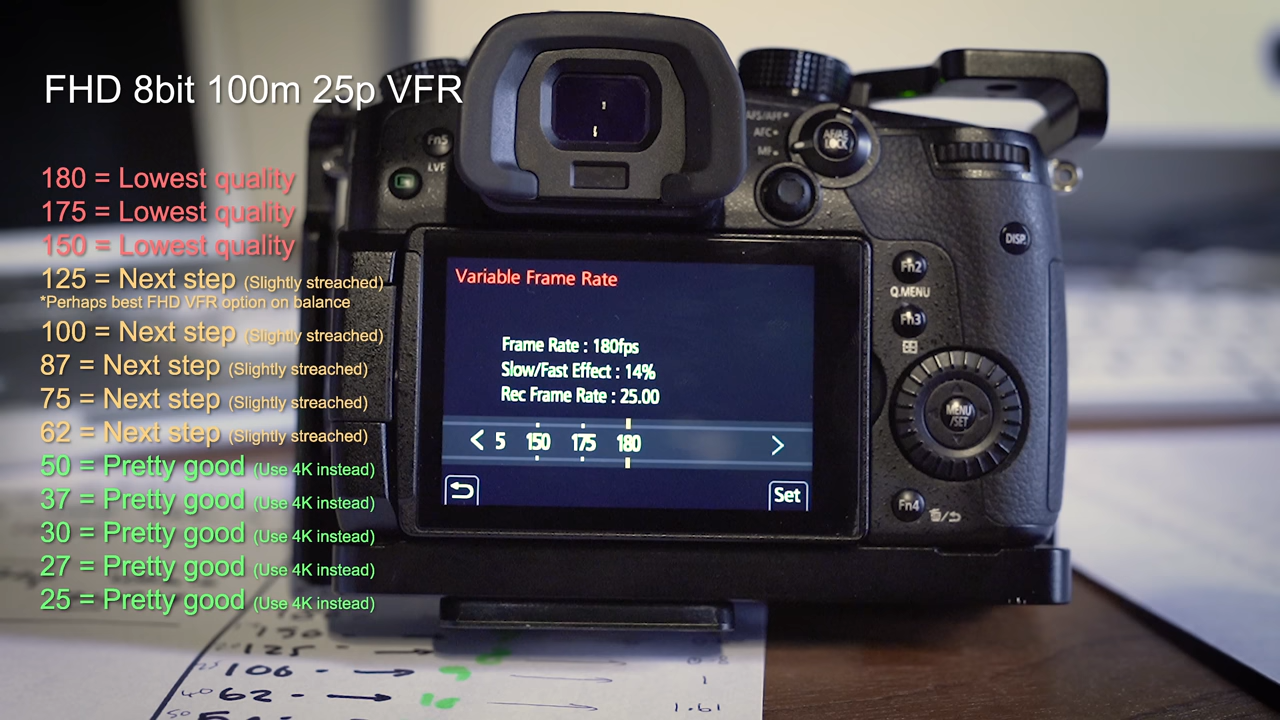 FHD 8bit 100m 25p VFR
180 = Lowest quality
175 = Lowest quality
150 = Lowest quality
125 = Next step (Slightly streached)
*Perhaps best FHD VFR option on balance
100 = Next step (Slightly streached)
87 = Next step (Slightly streached)
75 = Next step (Slightly streached)
62 = Next step (Slightly streached)
50 = Pretty good (Use 4K instead)
37 = Pretty good (Use 4K instead)
30 = Pretty good (Use 4K instead)
27 = Pretty good (Use 4K instead)
25 = Pretty good (Use 4K instead)
Fn5
LVF
AFS/AFF
AFC
MF
AF/AE LOCK
DISP.
Fn2
Q.MENU
Fn3
MENU
/SET
Fn4
Variable Frame Rate
Frame Rate : 180fps
Slow/Fast Effect : 14%
Rec Frame Rate : 25.00
5 150 175 180
Set
150
125
106
62
1.61